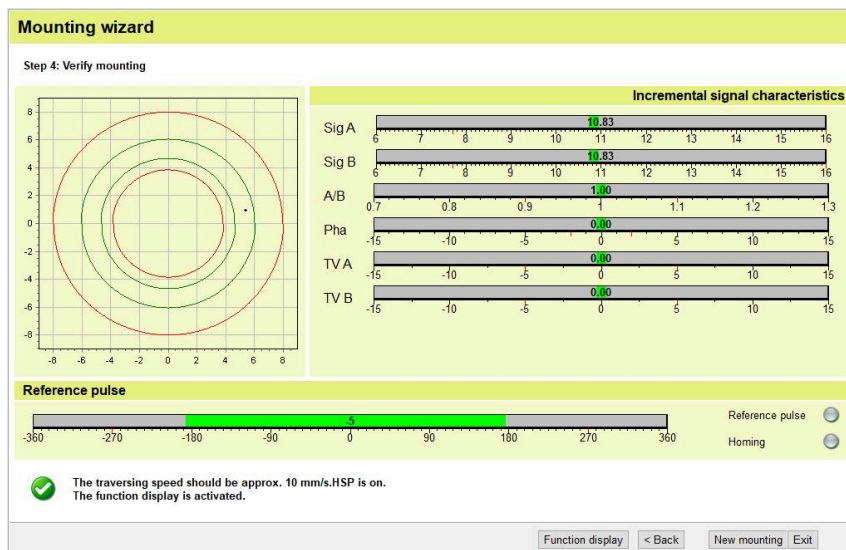 Mounting wizard
Step 4: Verify mounting
Incremental signal characteristics
8
6
4
2
0
-2
-4
-6
-8
-8 -6 -4 -2 0 2 4 6 8
Sig A 10.83
6 7 8 9 10 11 12 13 14 15 16
Sig B 10.83
6 7 8 9 10 11 12 13 14 15 16
A/B 1.00
0.7 0.8 0.9 1 1.1 1.2 1.3
Pha 0.00
-15 -10 -5 0 5 10 15
TV A 0.00
-15 -10 -5 0 5 10 15
TV B 0.00
-15 -10 -5 0 5 10 15
Reference pulse
-5
-360 -270 -180 -90 0 90 180 270 360
Reference pulse
Homing
The traversing speed should be approx. 10 mm/s.HSP is on.
The function display is activated.
Function display < Back New mounting Exit